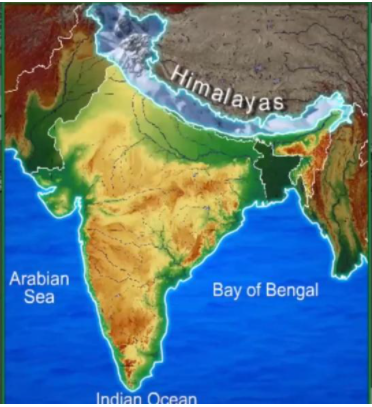 Himalayas
Arabian
Sea
Bay of Bengal
Indian Ocean